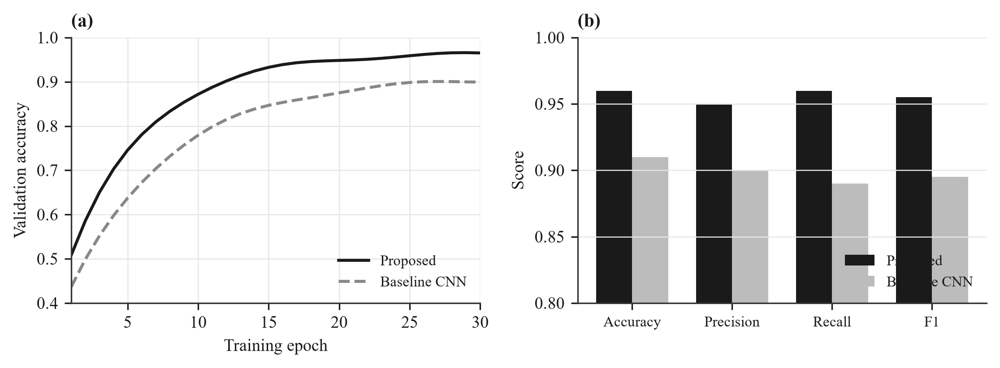 (a)
1.0
0.9
0.8
0.7
0.6
0.5
0.4
Validation accuracy
5 10 15 20 25 30
Training epoch
Proposed
Baseline CNN
(b)
1.00
0.95
0.90
0.85
0.80
Score
Accuracy Precision Recall F1
CNN